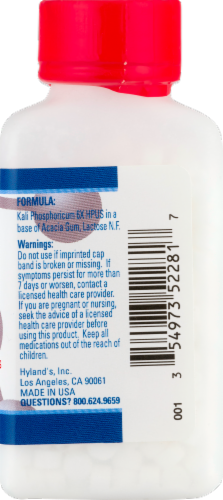 FORMULA:
Kali Phosphoricum 6X HPUS in a
base of Acacia Gum, Lactose N.F.
Warnings:
Do not use if imprinted cap
band is broken or missing. If
symptoms persist for more than
7 days or worsen, contact a
licensed health care provider.
If you are pregnant or nursing,
seek the advice of a licensed
health care provider before
using this product. Keep all
medications out of the reach of
children.
Hyland's, Inc.
Los Angeles, CA 90061
MADE IN USA
QUESTIONS? 800.624.9659
3 54973 52281 7
001